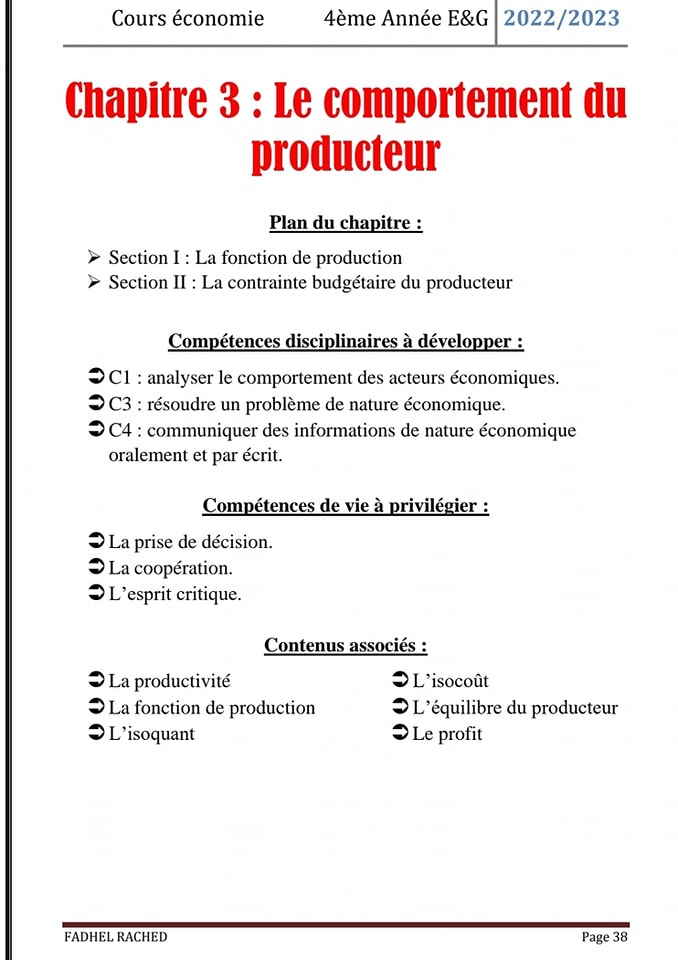 Cours économie 4ème Année E&G 2022/2023
Chapitre 3 : Le comportement du
producteur
Plan du chapitre :
➢ Section I : La fonction de production
➢ Section II : La contrainte budgétaire du producteur
Compétences disciplinaires à développer :
➲ C1 : analyser le comportement des acteurs économiques.
➲ C3 : résoudre un problème de nature économique.
➲ C4 : communiquer des informations de nature économique
oralement et par écrit.
Compétences de vie à privilégier :
➲ La prise de décision.
➲ La coopération.
➲ L’esprit critique.
Contenus associés :
➲ La productivité
➲ La fonction de production
➲ L’isoquant
➲ L’isocoût
➲ L’équilibre du producteur
➲ Le profit
FADHEL RACHED Page 38